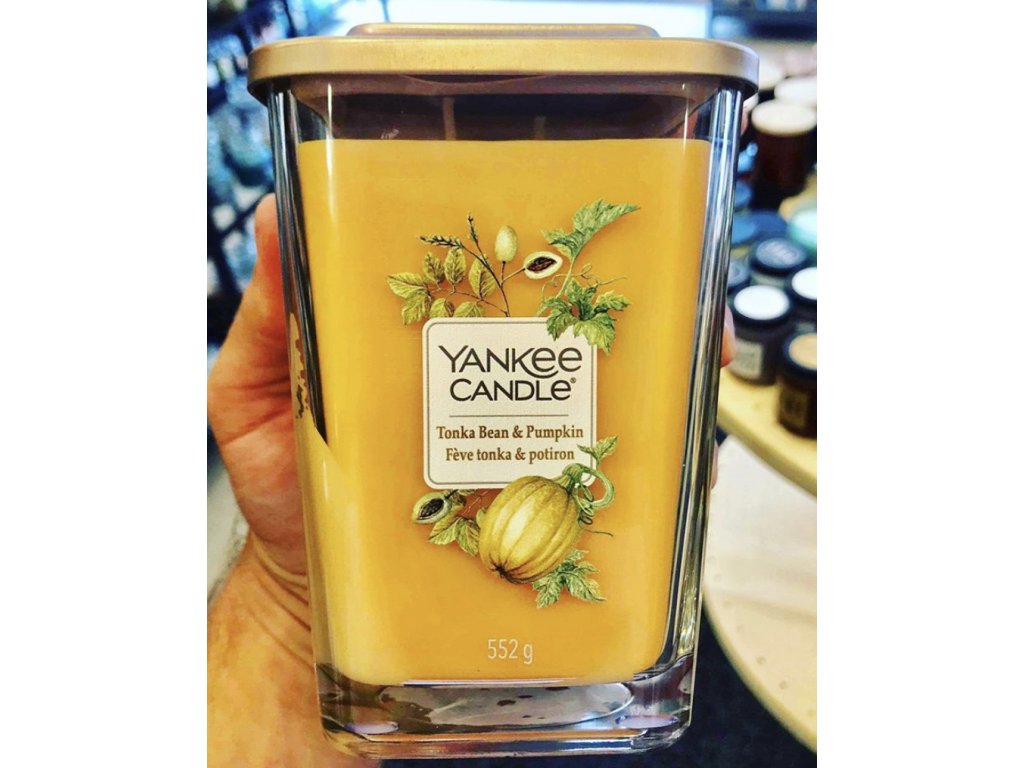 YANKEE
CANDLE®
Tonka Bean & Pumpkin
Fève tonka & potiron
552 g